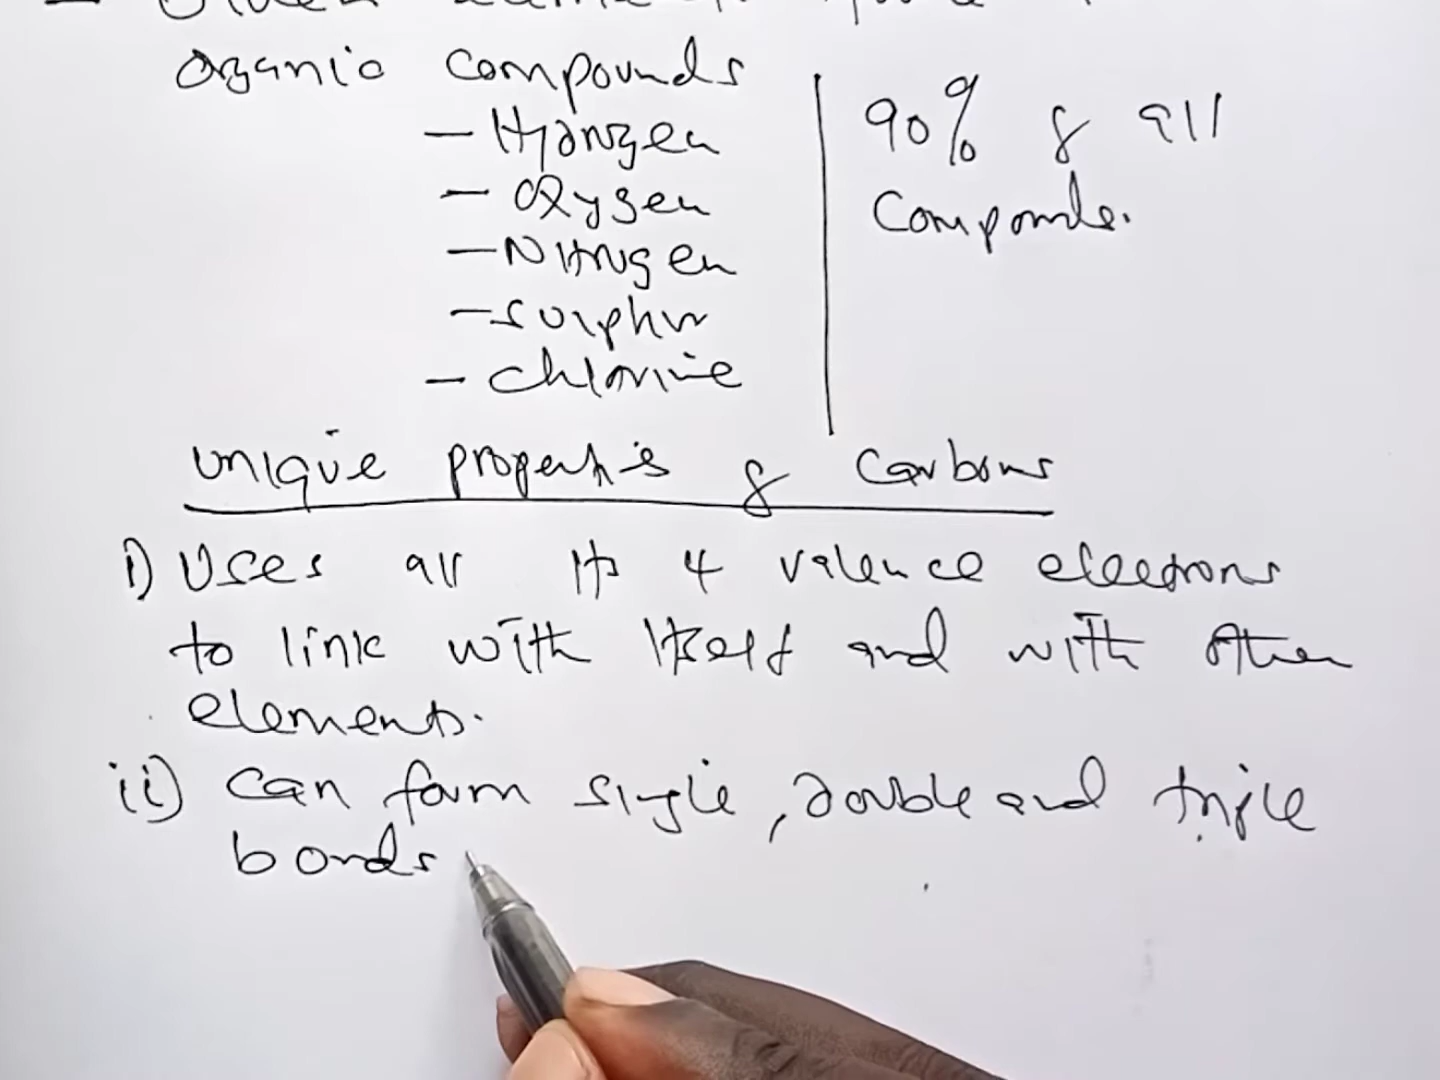 Organic compounds
- Hydrogen
- Oxygen
- Nitrogen
- Sulphur
- Chlorine
90% of all
Compounds.
Unique properties of Carbons
i) Uses all its 4 valence electrons
to link with itself and with other
elements.
ii) Can form single, double and triple
bonds